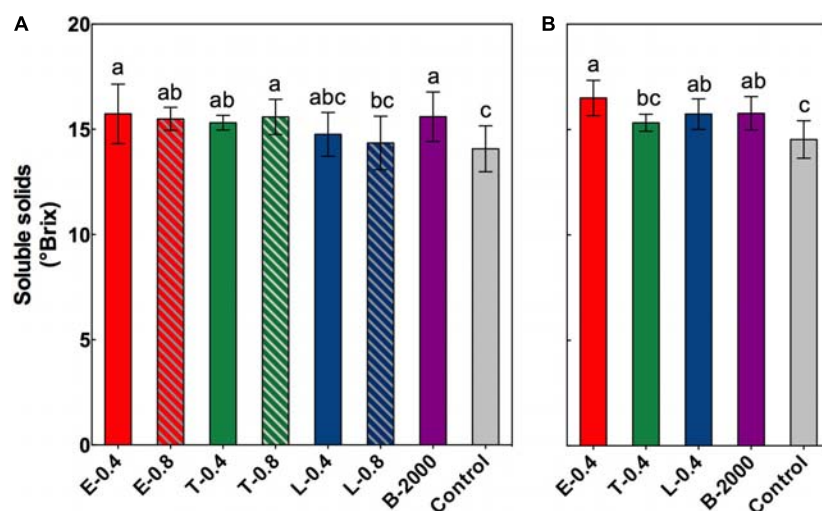 A
B
20
15
10
5
0
Soluble solids
(°Brix)
a ab ab a abc bc a c
a bc ab ab c
E-0.4 E-0.8 T-0.4 T-0.8 L-0.4 L-0.8 B-2000 Control
E-0.4 T-0.4 L-0.4 B-2000 Control